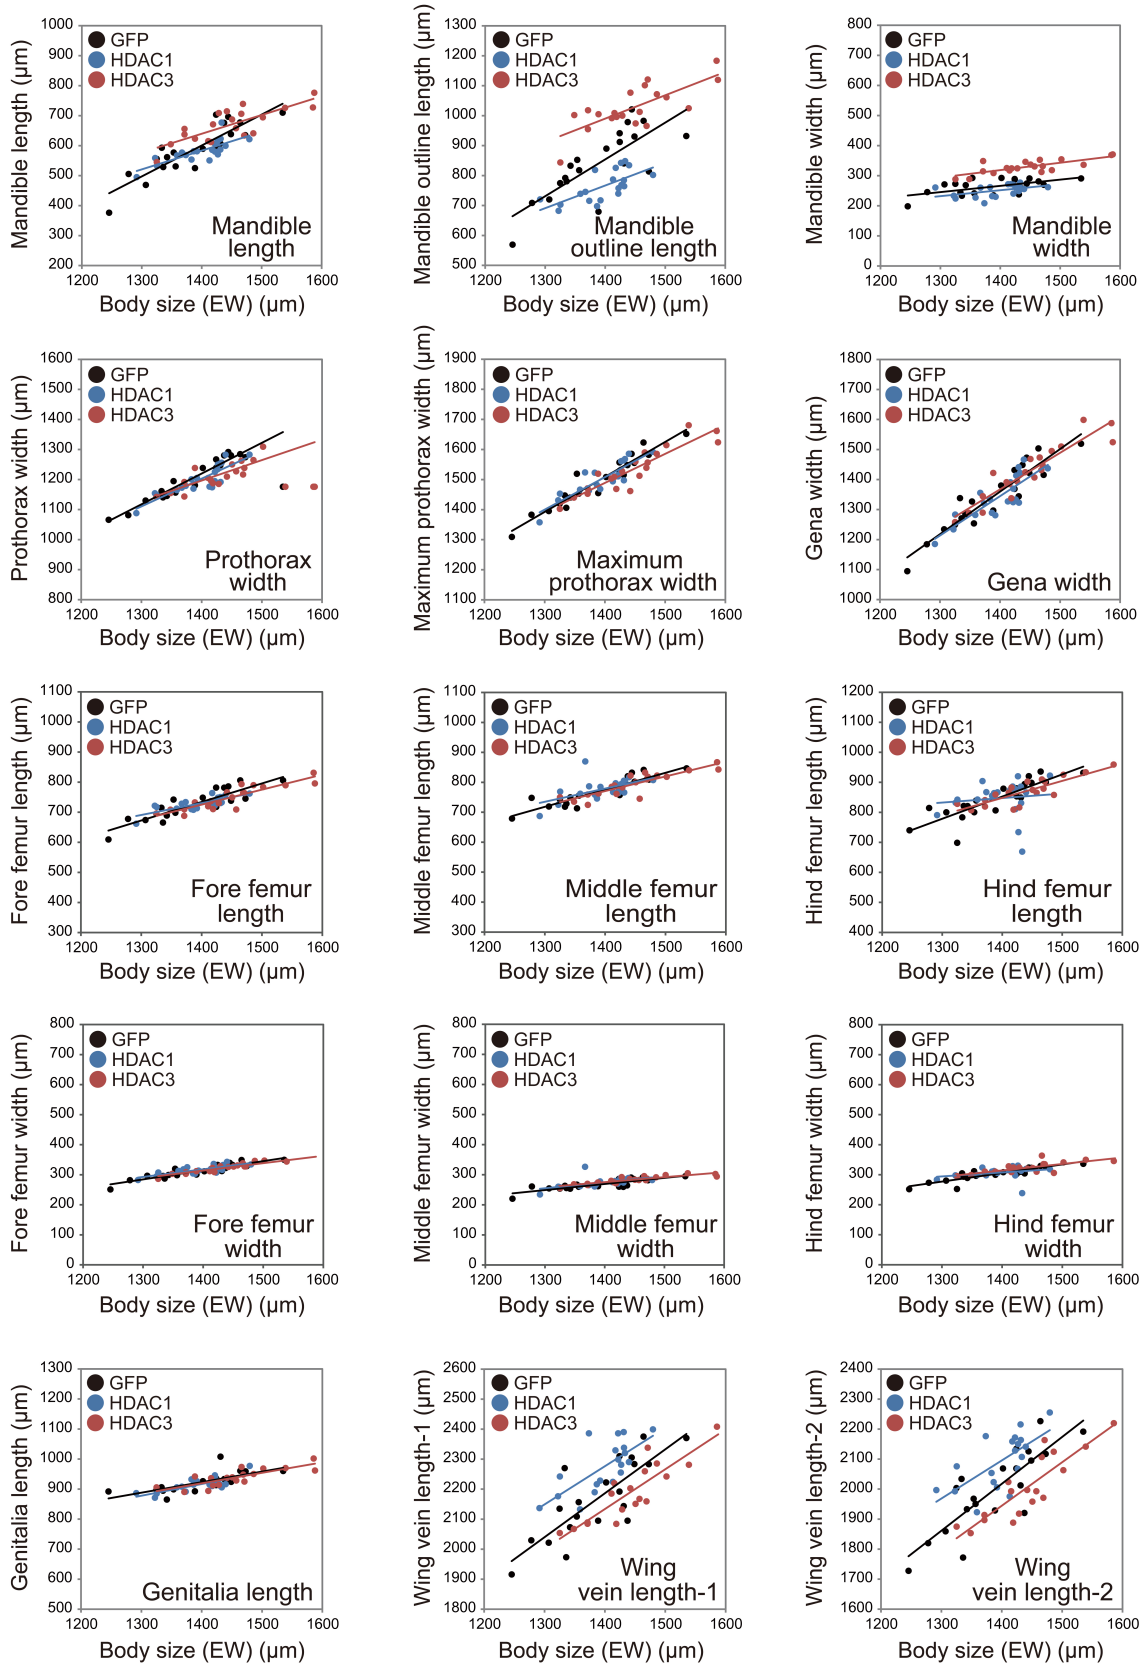 Mandible length (µm)
1000
900
800
700
600
500
400
300
200
GFP
HDAC1
HDAC3
Mandible
length
1200 1300 1400 1500 1600
Body size (EW) (µm)
Mandible outline length (µm)
1300
1200
1100
1000
900
800
700
600
500
GFP
HDAC1
HDAC3
Mandible
outline length
1200 1300 1400 1500 1600
Body size (EW) (µm)
Mandible width (µm)
800
700
600
500
400
300
200
100
0
GFP
HDAC1
HDAC3
Mandible
width
1200 1300 1400 1500 1600
Body size (EW) (µm)
Prothorax width (µm)
1600
1500
1400
1300
1200
1100
1000
900
800
GFP
HDAC1
HDAC3
Prothorax
width
1200 1300 1400 1500 1600
Body size (EW) (µm)
Maximum prothorax width (µm)
1900
1800
1700
1600
1500
1400
1300
1200
1100
GFP
HDAC1
HDAC3
Maximum
prothorax width
1200 1300 1400 1500 1600
Body size (EW) (µm)
Gena width (µm)
1800
1700
1600
1500
1400
1300
1200
1100
1000
GFP
HDAC1
HDAC3
Gena width
1200 1300 1400 1500 1600
Body size (EW) (µm)
Fore femur length (µm)
1100
1000
900
800
700
600
500
400
300
GFP
HDAC1
HDAC3
Fore femur
length
1200 1300 1400 1500 1600
Body size (EW) (µm)
Middle femur length (µm)
1100
1000
900
800
700
600
500
400
300
GFP
HDAC1
HDAC3
Middle femur
length
1200 1300 1400 1500 1600
Body size (EW) (µm)
Hind femur length (µm)
1200
1100
1000
900
800
700
600
500
400
GFP
HDAC1
HDAC3
Hind femur
length
1200 1300 1400 1500 1600
Body size (EW) (µm)
Fore femur width (µm)
800
700
600
500
400
300
200
100
0
GFP
HDAC1
HDAC3
Fore femur
width
1200 1300 1400 1500 1600
Body size (EW) (µm)
Middle femur width (µm)
800
700
600
500
400
300
200
100
0
GFP
HDAC1
HDAC3
Middle femur
width
1200 1300 1400 1500 1600
Body size (EW) (µm)
Hind femur width (µm)
800
700
600
500
400
300
200
100
0
GFP
HDAC1
HDAC3
Hind femur
width
1200 1300 1400 1500 1600
Body size (EW) (µm)
Genitalia length (µm)
1300
1200
1100
1000
900
800
700
600
500
GFP
HDAC1
HDAC3
Genitalia length
1200 1300 1400 1500 1600
Body size (EW) (µm)
Wing vein length-1 (µm)
2600
2500
2400
2300
2200
2100
2000
1900
1800
GFP
HDAC1
HDAC3
Wing
vein length-1
1200 1300 1400 1500 1600
Body size (EW) (µm)
Wing vein length-2 (µm)
2400
2300
2200
2100
2000
1900
1800
1700
1600
GFP
HDAC1
HDAC3
Wing
vein length-2
1200 1300 1400 1500 1600
Body size (EW) (µm)